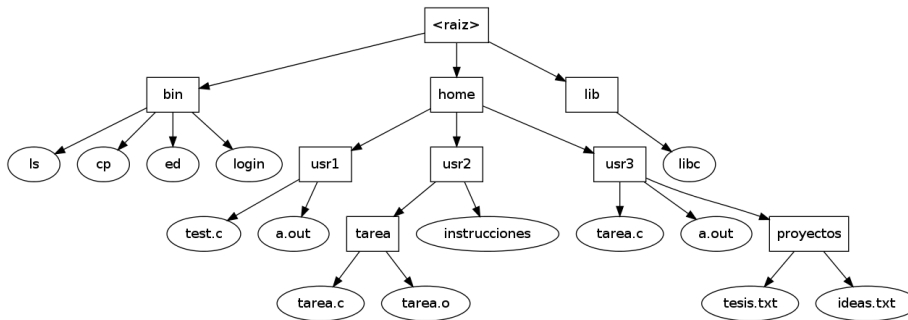 <raiz>
bin
home
lib
ls
cp
ed
login
usr1
usr2
usr3
libc
test.c
a.out
tarea
instrucciones
tarea.c
a.out
proyectos
tarea.c
tarea.o
tesis.txt
ideas.txt